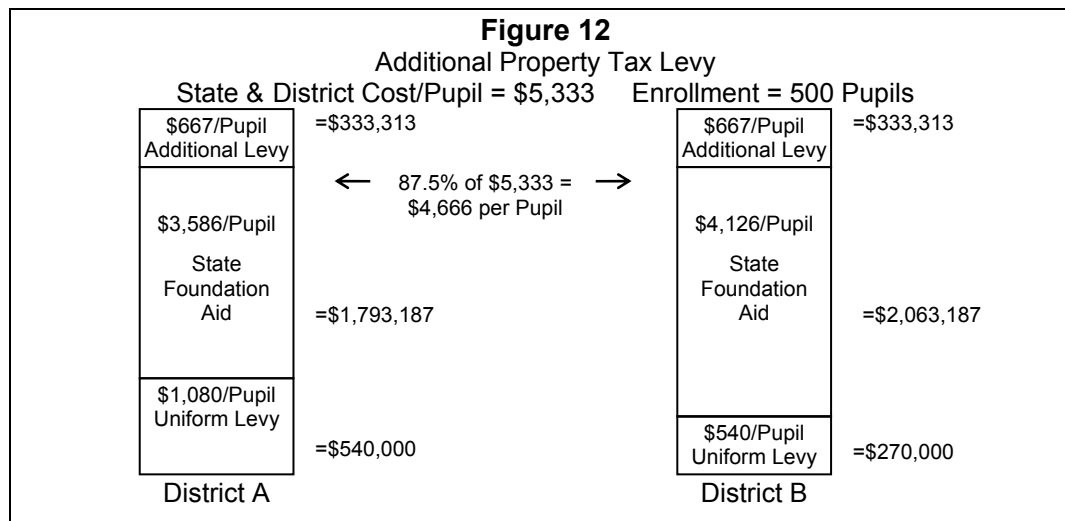 Figure 12
Additional Property Tax Levy
State & District Cost/Pupil = $5,333 Enrollment = 500 Pupils
$667/Pupil
Additional Levy
=$333,313
$3,586/Pupil
State
Foundation
Aid
=$1,793,187
$1,080/Pupil
Uniform Levy
=$540,000
District A
← 87.5% of $5,333 = →
$4,666 per Pupil
$667/Pupil
Additional Levy
=$333,313
$4,126/Pupil
State
Foundation
Aid
=$2,063,187
$540/Pupil
Uniform Levy
=$270,000
District B